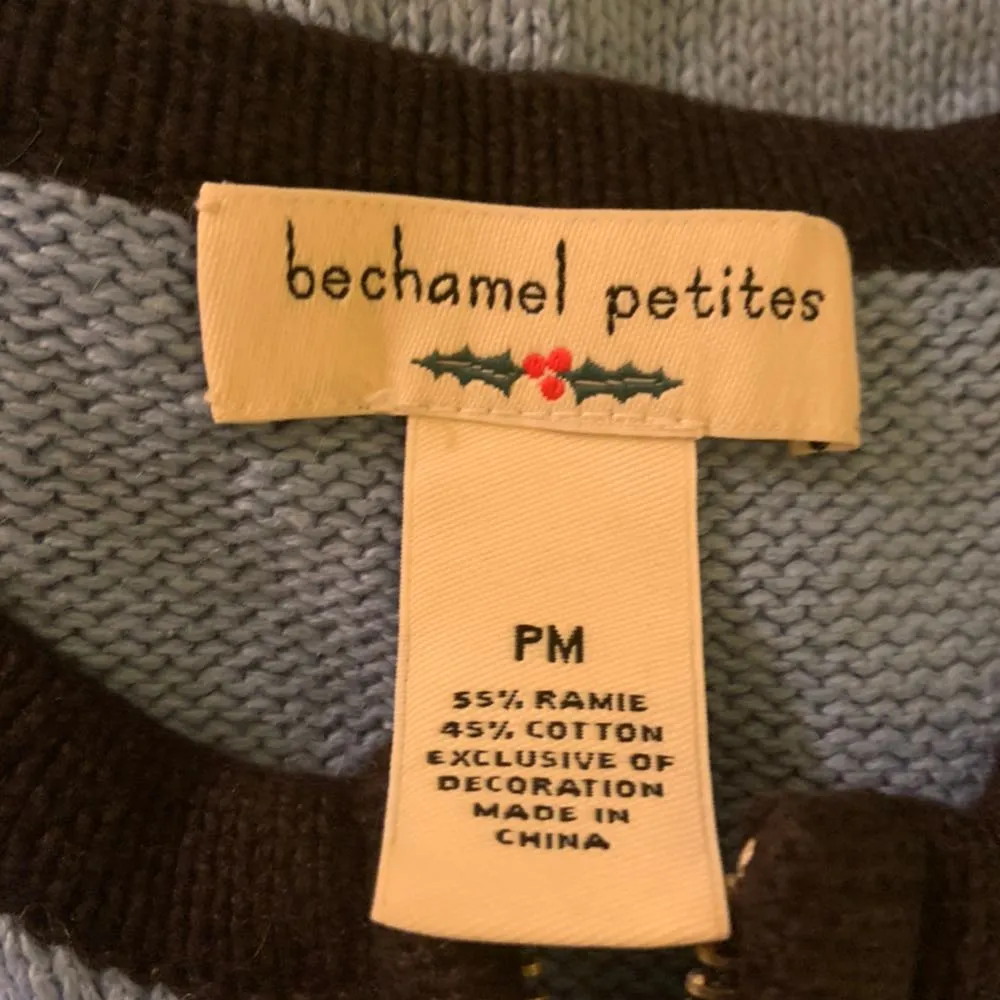 bechamel petites
PM
55% RAMIE
45% COTTON
EXCLUSIVE OF
DECORATION
MADE IN
CHINA